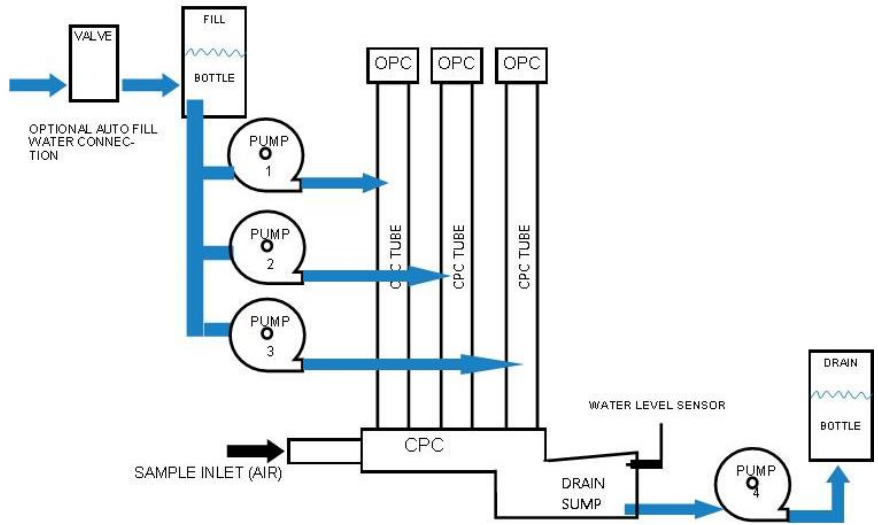 VALVE
FILL
BOTTLE
OPTIONAL AUTO FILL
WATER CONNEC-
TION
PUMP
1
PUMP
2
PUMP
3
OPC
OPC
OPC
CPC TUBE
CPC TUBE
CPC TUBE
CPC
SAMPLE INLET (AIR)
DRAIN
SUMP
WATER LEVEL SENSOR
PUMP
4
DRAIN
BOTTLE